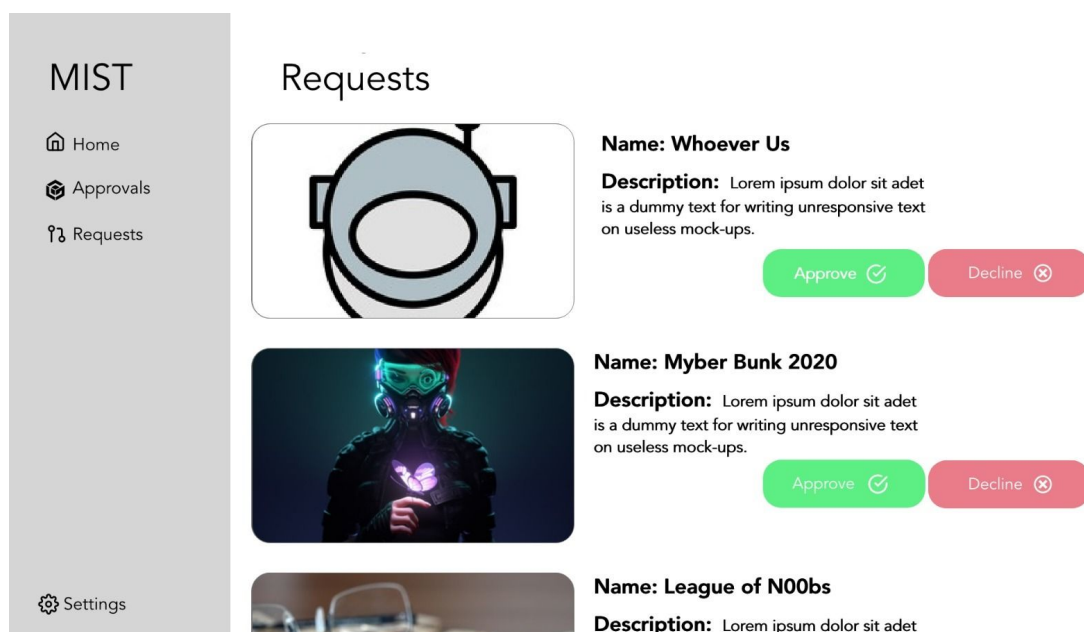 MIST
Home
Approvals
Requests
Settings
Requests
Name: Whoever Us
Description: Lorem ipsum dolor sit adet
is a dummy text for writing unresponsive text
on useless mock-ups.
Approve
Decline
Name: Myber Bunk 2020
Description: Lorem ipsum dolor sit adet
is a dummy text for writing unresponsive text
on useless mock-ups.
Approve
Decline
Name: League of N00bs
Description: Lorem ipsum dolor sit adet